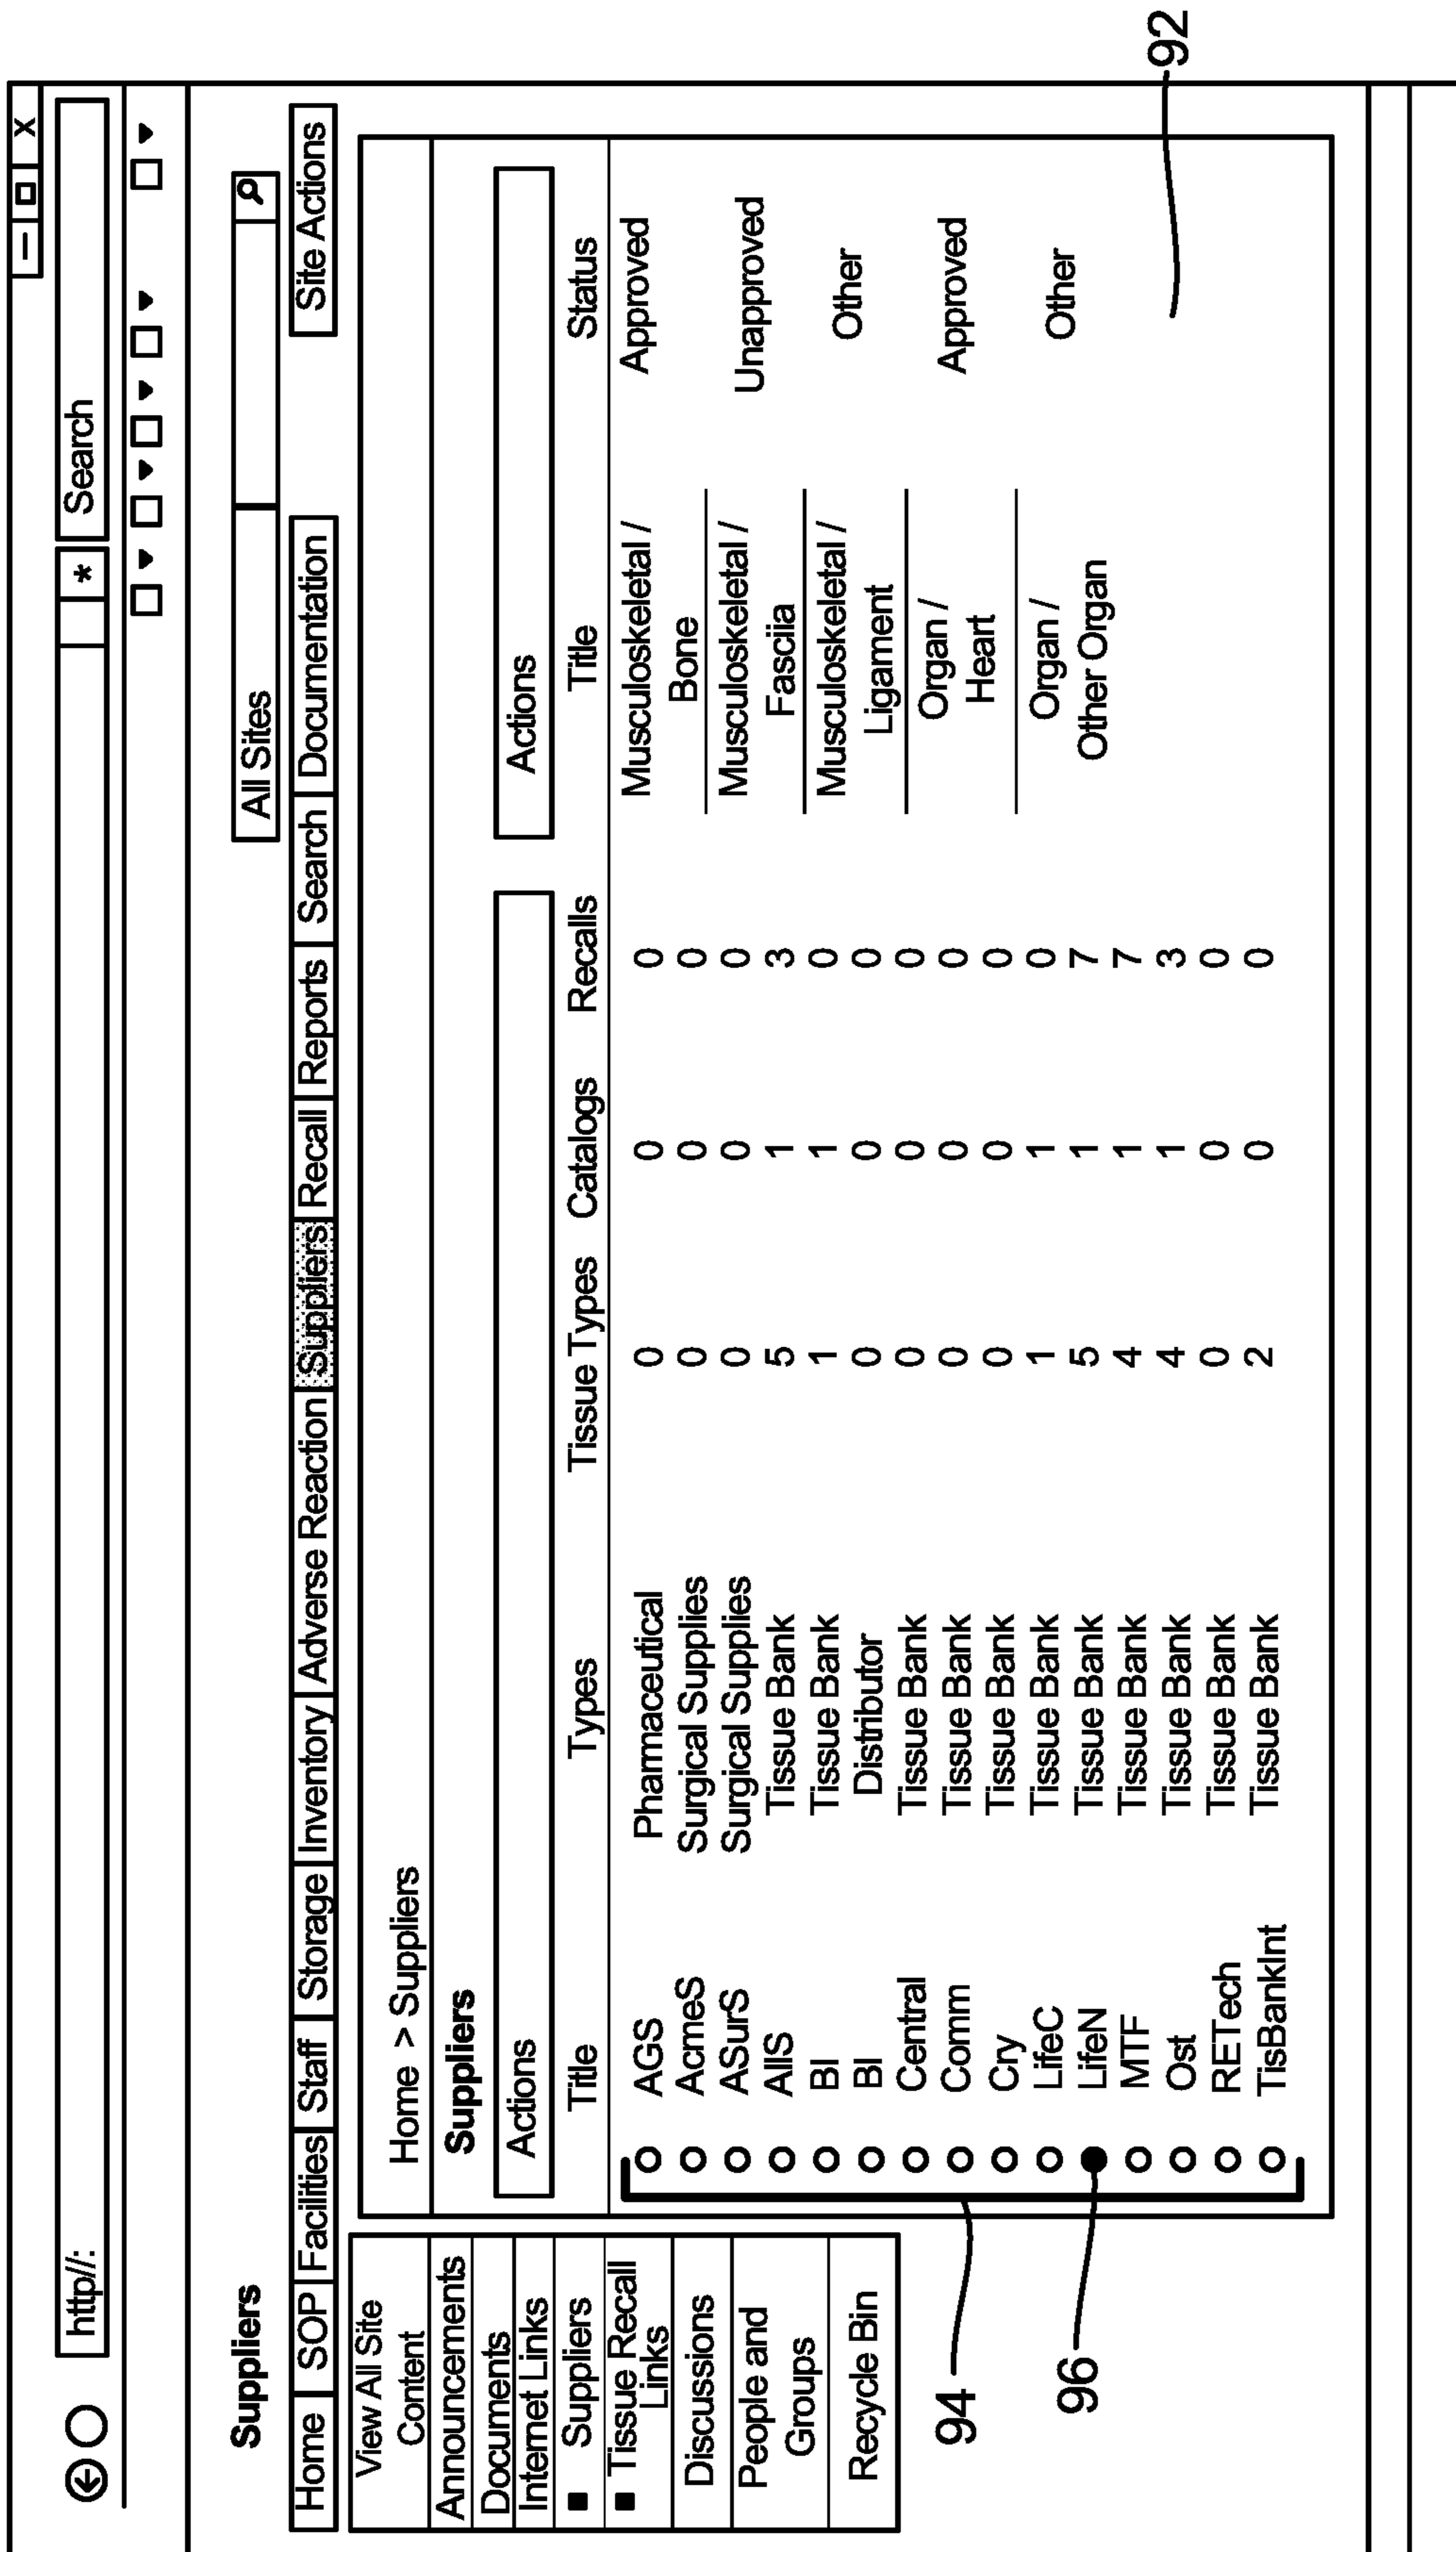 — □ X
http//: * Search
Suppliers
All Sites
Home SOP Facilities Staff Storage Inventory Adverse Reaction Suppliers Recall Reports Search Documentation Site Actions
View All Site
Content
Announcements
Documents
Internet Links
■ Suppliers
■ Tissue Recall
Links
Discussions
People and
Groups
Recycle Bin
Home > Suppliers
Suppliers
Actions
Title Types Tissue Types Catalogs Recalls
AGS Pharmaceutical 0 0 0
AcmeS Surgical Supplies 0 0 0
ASurS Surgical Supplies 0 0 0
AllS Tissue Bank 5 1 3
BI Tissue Bank 1 1 0
BI Distributor 0 0 0
Central Tissue Bank 0 0 0
Comm Tissue Bank 0 0 0
Cry Tissue Bank 0 0 0
LifeC Tissue Bank 1 1 0
LifeN Tissue Bank 5 1 7
MTF Tissue Bank 4 1 7
Ost Tissue Bank 4 1 3
RETech Tissue Bank 0 0 0
TisBankInt Tissue Bank 2 0 0
Actions
Title Status
Musculoskeletal / Approved
Bone
Musculoskeletal / Unapproved
Fasciia
Musculoskeletal / Other
Ligament
Organ / Approved
Heart
Organ / Other
Other Organ
92
94
96